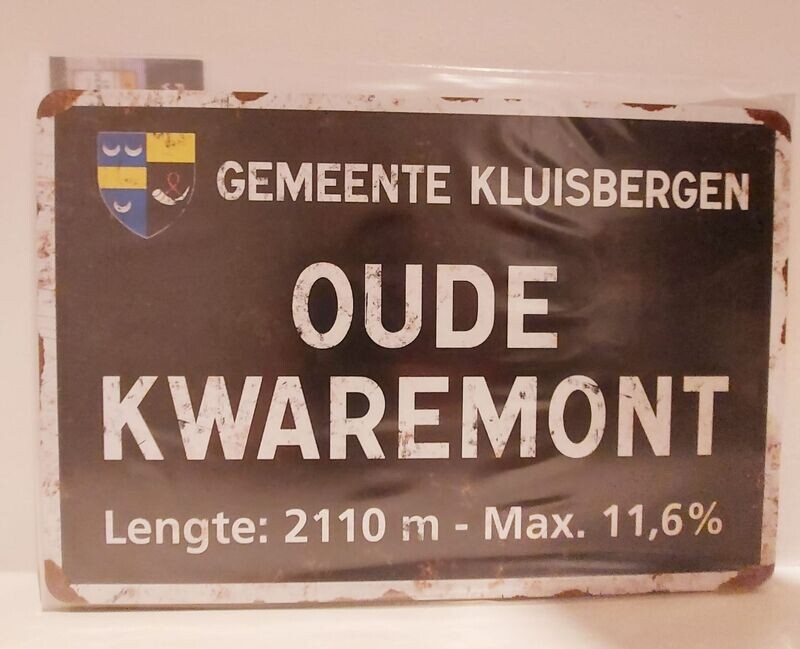 GEMEENTE KLUISBERGEN
OUDE
KWAREMONT
Lengte: 2110 m - Max. 11,6%